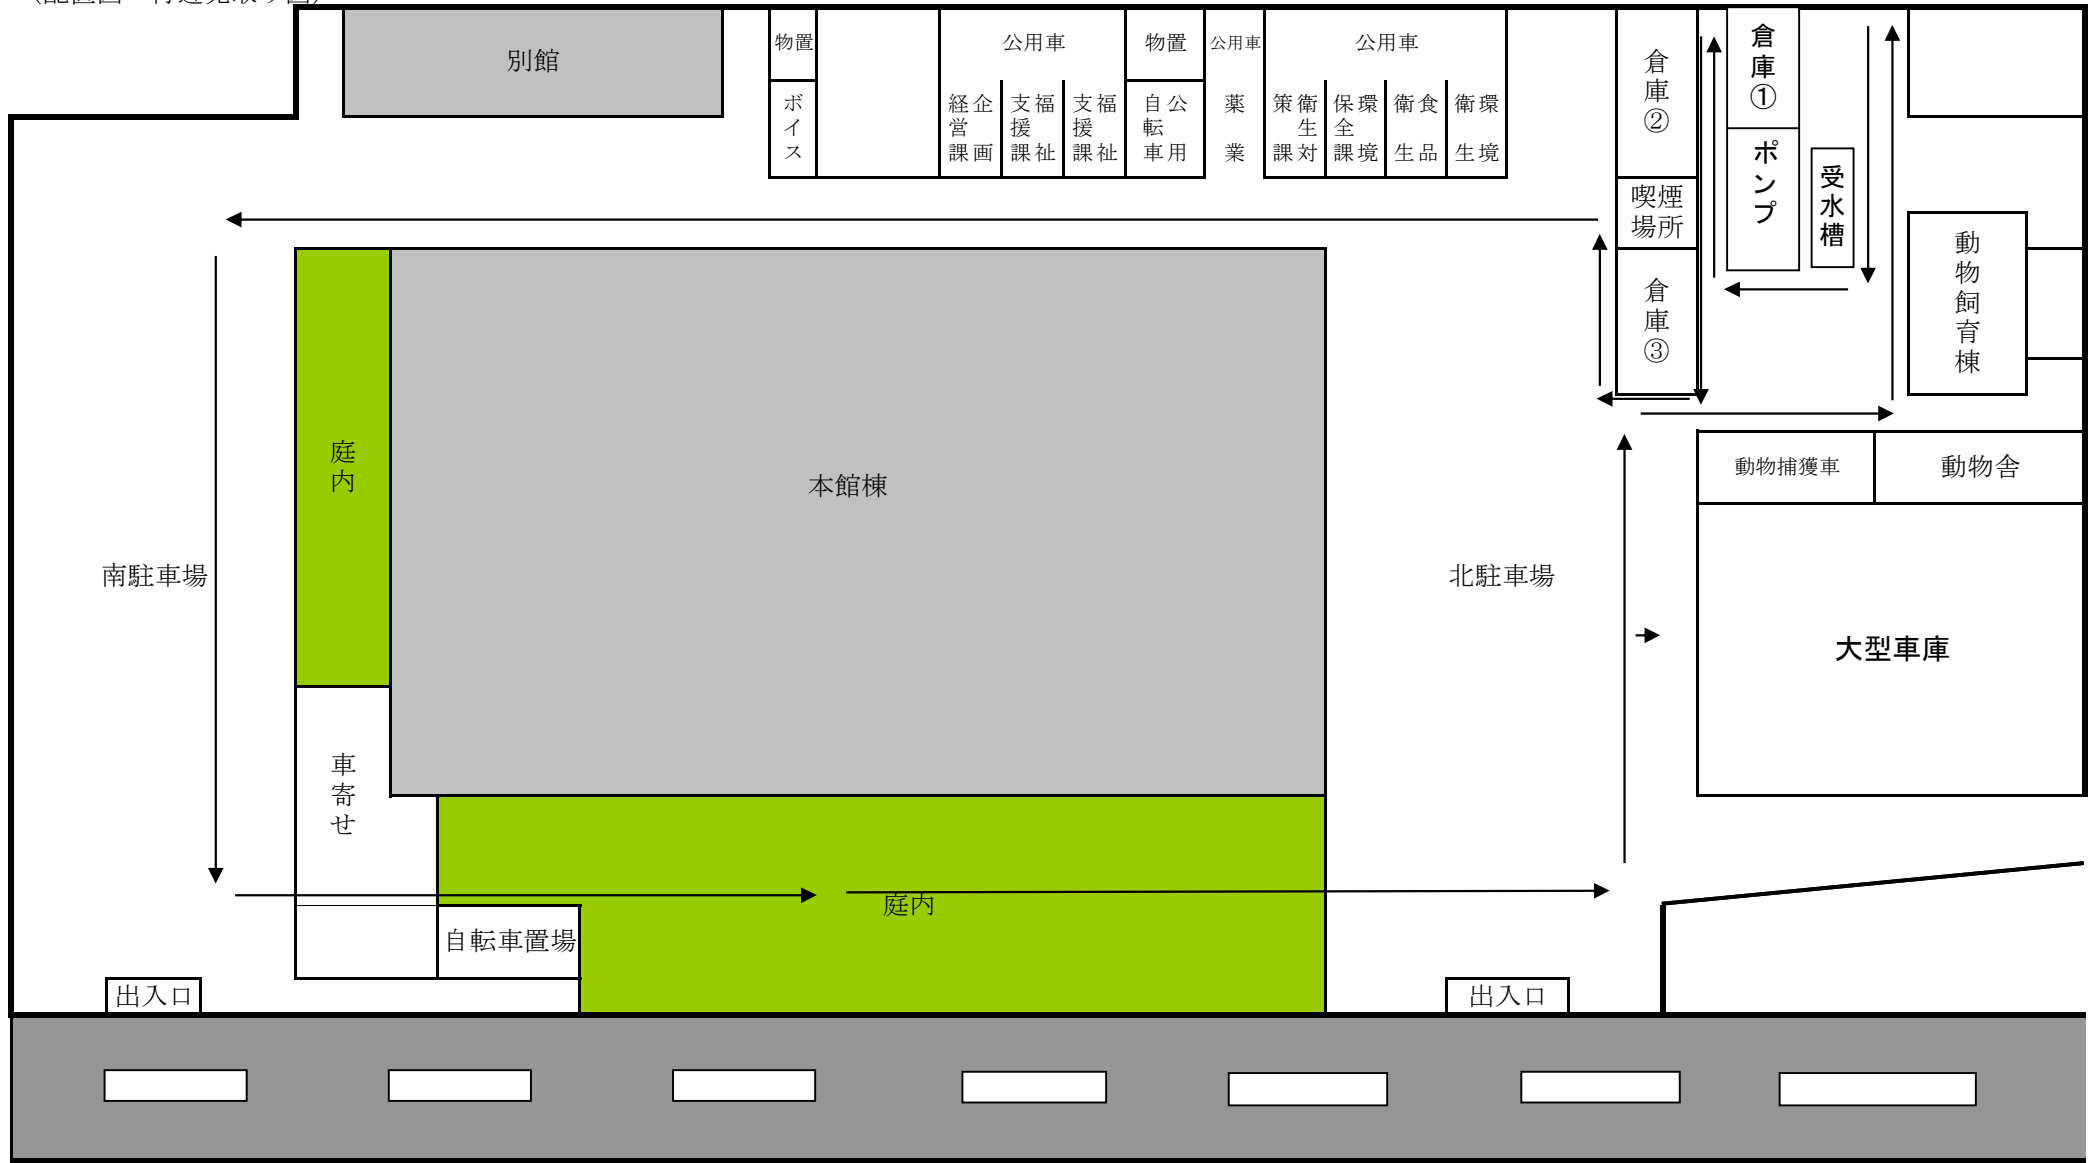 別館
物置
公用車
物置
公用車
公用車
ボイス
企画
経営課
福祉
支援課
福祉
支援課
公用
自転車
薬業
衛生対
策課
環境
保全課
食品
衛生
環境
衛生
倉庫②
倉庫①
ポンプ
受水槽
喫煙
場所
倉庫③
動物飼育棟
庭内
本館棟
動物捕獲車
動物舎
南駐車場
北駐車場
大型車庫
車寄せ
庭内
自転車置場
出入口
出入口